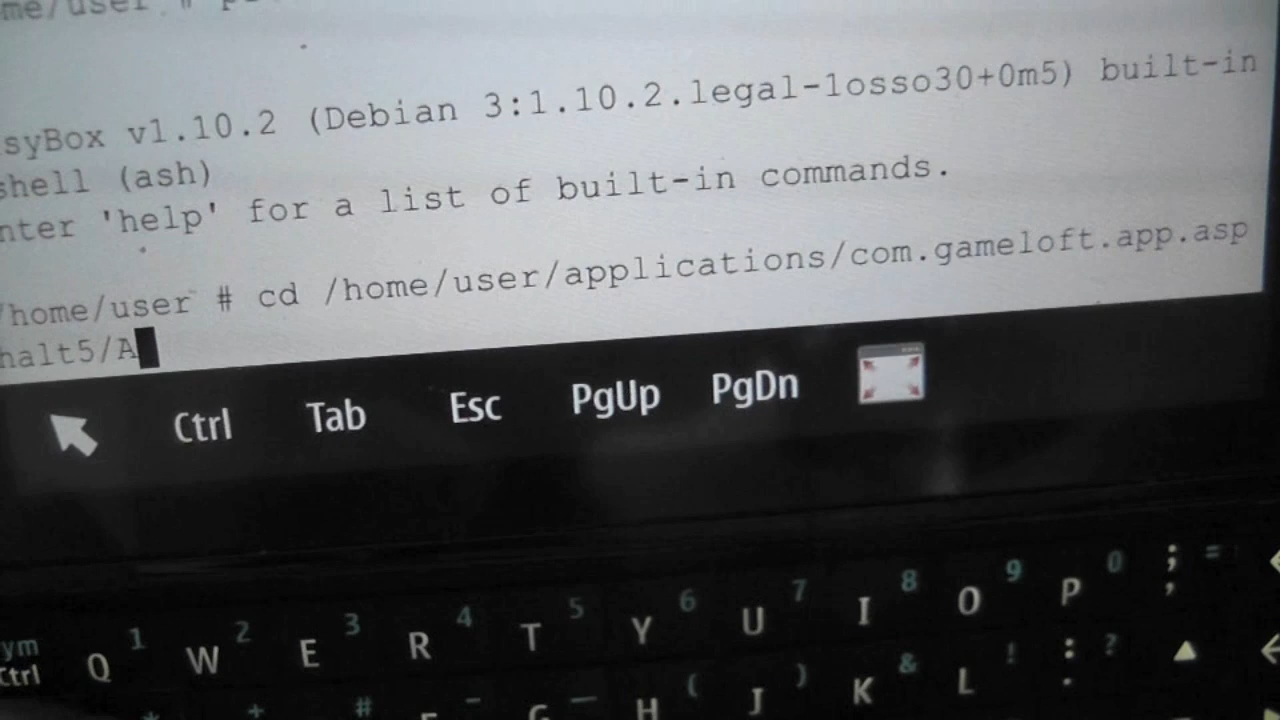 me/user #
syBox v1.10.2 (Debian 3:1.10.2.legal-1osso30+0m5) built-in
shell (ash)
nter 'help' for a list of built-in commands.
/home/user # cd /home/user/applications/com.gameloft.app.asp
halt5/A
Ctrl Tab Esc PgUp PgDn
1 2 3 4 5 6 7 8 9 0 =
ym Q W E R T Y U I O P ; ,
Ctrl
* + # - — ( ) & ! ?
H J K L : .